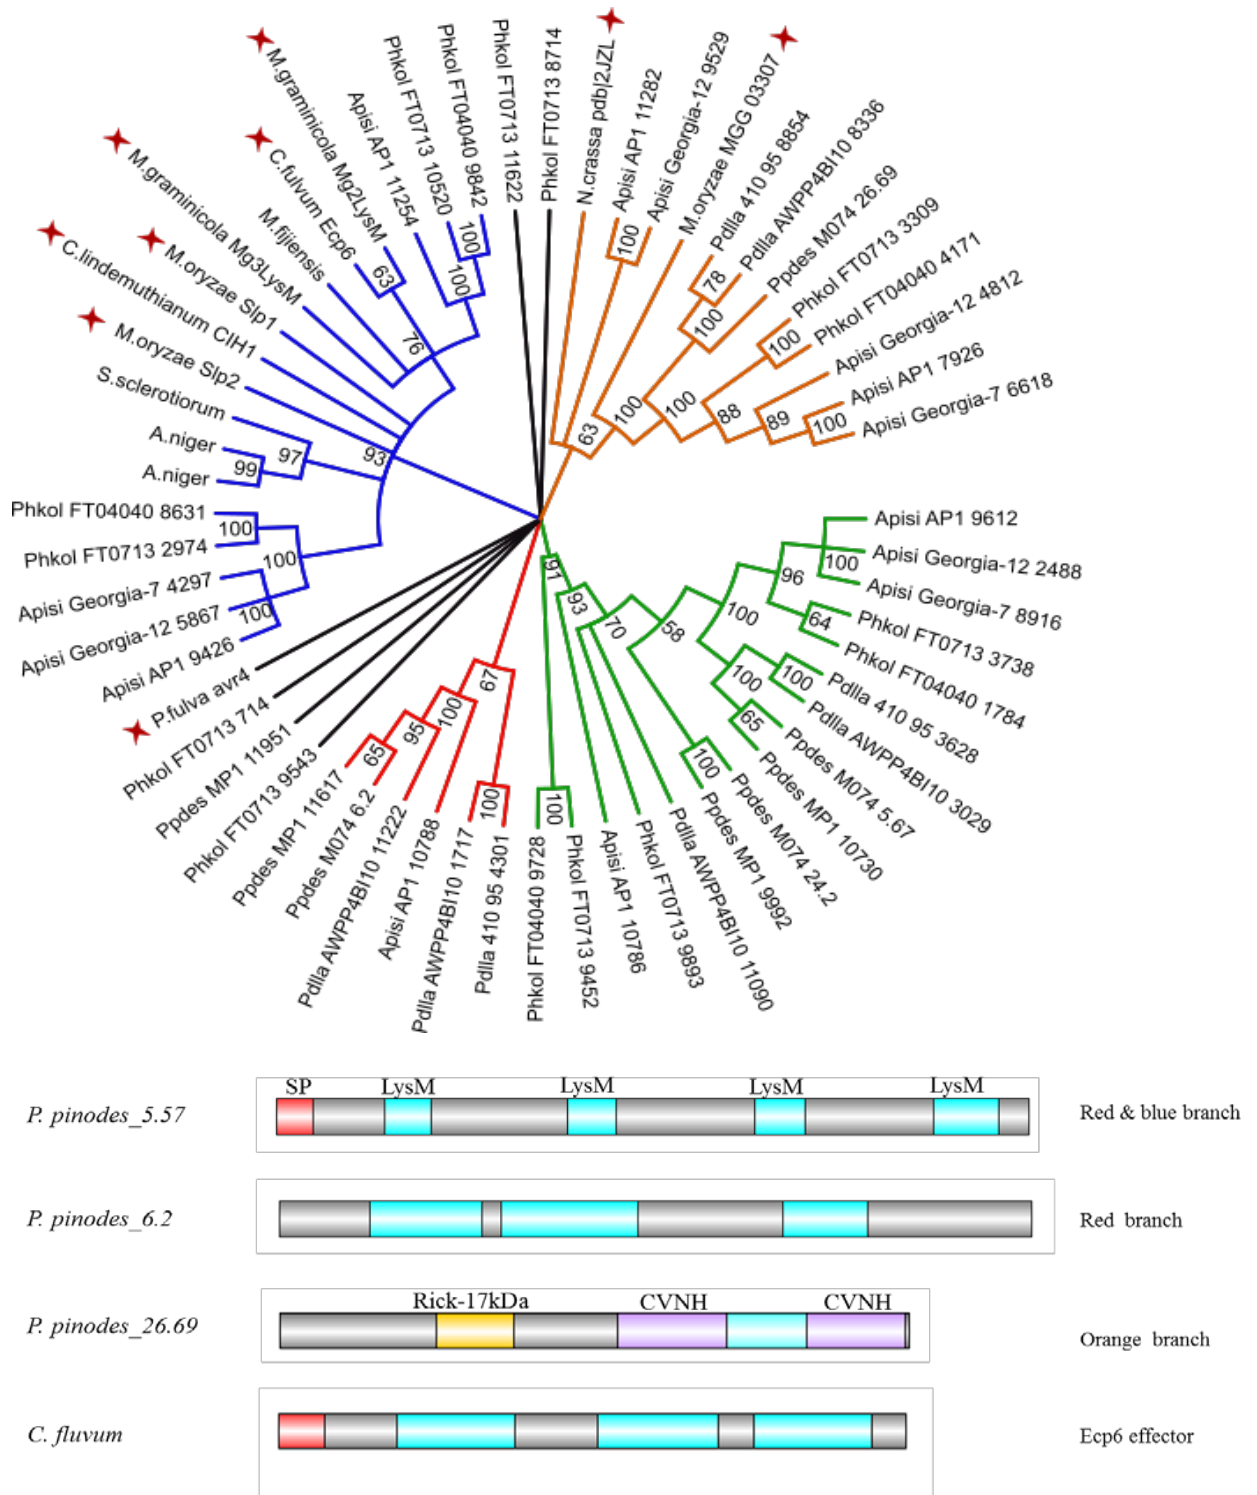 M.graminicola Mg2LysM
Phkol FT0713 10520
Phkol FT04040 9842
Phkol FT0713 11622
Phkol FT0713 8714
N.crassa pdb|2JZL
Apisi AP1 11282
Apisi Georgia-12 9529
M.oryzae MGG 03307
Pdlla 410 95 8854
Pdlla AWPP4BI10 8336
Ppdes M074 26.69
Phkol FT0713 3309
Phkol FT04040 4171
Apisi Georgia-12 4812
Apisi AP1 7926
Apisi Georgia-7 6618
Apisi AP1 11254
C.fulvum Ecp6
M.fijiensis
M.graminicola Mg3LysM
M.oryzae Slp1
C.lindemuthianum ClH1
M.oryzae Slp2
S.sclerotiorum
A.niger
A.niger
Phkol FT04040 8631
Phkol FT0713 2974
Apisi Georgia-7 4297
Apisi Georgia-12 5867
Apisi AP1 9426
P.fulva avr4
Phkol FT0713 714
Ppdes MP1 11951
Phkol FT0713 9543
Ppdes MP1 11617
Ppdes M074 6.2
Pdlla AWPP4BI10 11222
Apisi AP1 10788
Pdlla AWPP4BI10 1717
Pdlla 410 95 4301
Phkol FT04040 9728
Phkol FT0713 9452
Apisi AP1 10786
Phkol FT0713 9893
Pdlla AWPP4BI10 11090
Ppdes MP1 9992
Ppdes M074 24.2
Ppdes MP1 10730
Ppdes M074 5.67
Pdlla AWPP4BI10 3029
Pdlla 410 95 3628
Phkol FT04040 1784
Phkol FT0713 3738
Apisi Georgia-7 8916
Apisi Georgia-12 2488
Apisi AP1 9612
100
100
63
76
93
97
99
100
100
100
100
78
100
100
88
89
100
100
100
63
91
93
70
58
100
96
100
64
100
100
65
100
100
67
100
95
65
100
SP LysM LysM LysM LysM
P. pinodes_5.57 Red & blue branch
P. pinodes_6.2 Red branch
Rick-17kDa CVNH CVNH
P. pinodes_26.69 Orange branch
C. fluvum Ecp6 effector